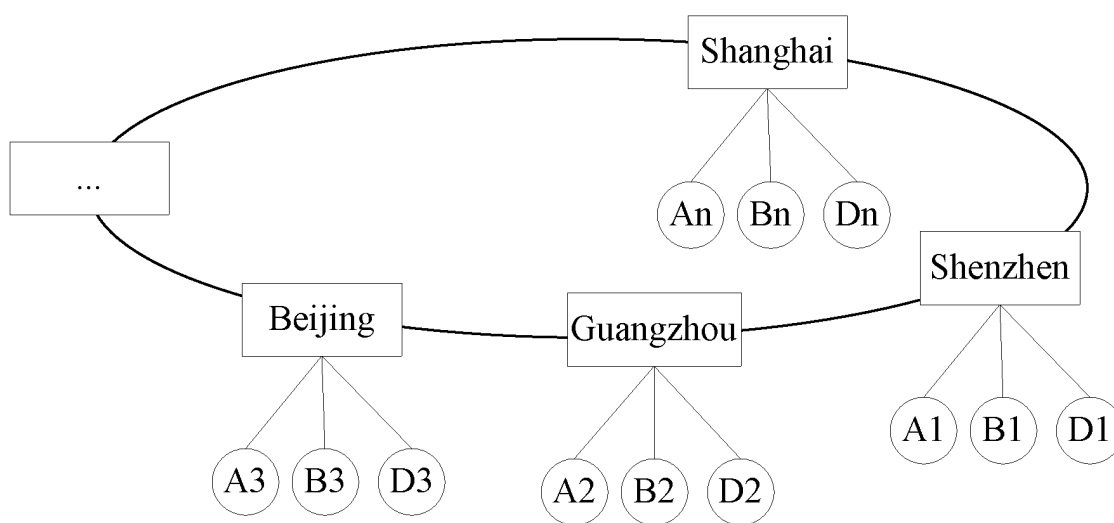 Shanghai
...
An Bn Dn
Shenzhen
Beijing
Guangzhou
A1 B1 D1
A3 B3 D3
A2 B2 D2